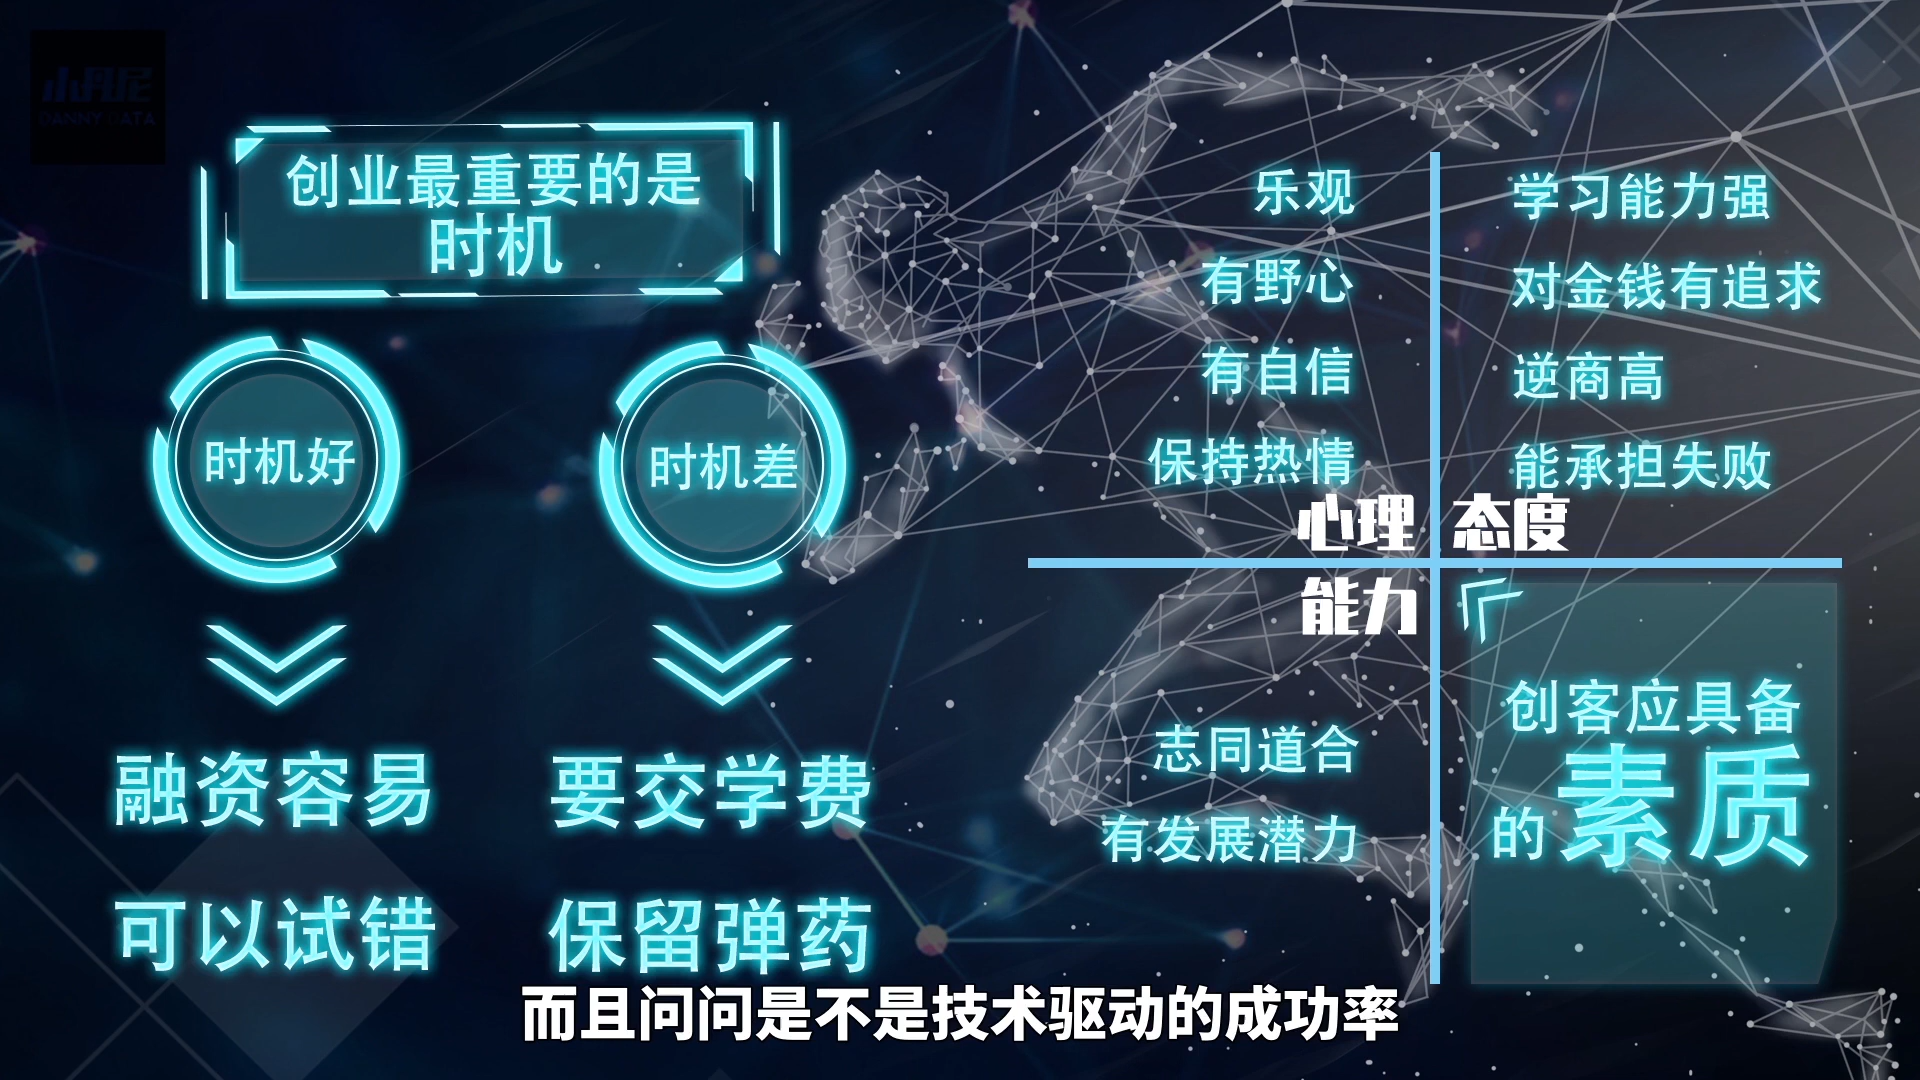 小丹尼
DANNY DATA
创业最重要的是
时机
时机好
时机差
融资容易
要交学费
可以试错
保留弹药
乐观
有野心
有自信
保持热情
心理
学习能力强
对金钱有追求
逆商高
能承担失败
态度
能力
志同道合
有发展潜力
创客应具备
的素质
而且问问是不是技术驱动的成功率